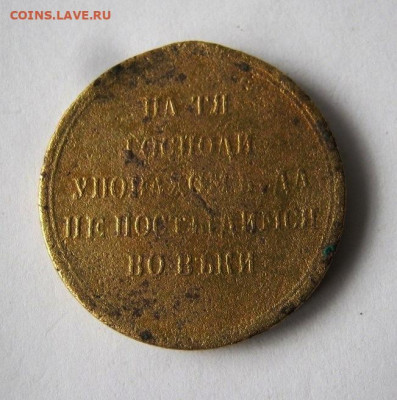 COINS.LAVE.RU
НА ТЯ
ГОСПОДИ
УПОВАХОМЪ, ДА
НЕ ПОСТЫДИМСЯ
ВО ВѢКИ